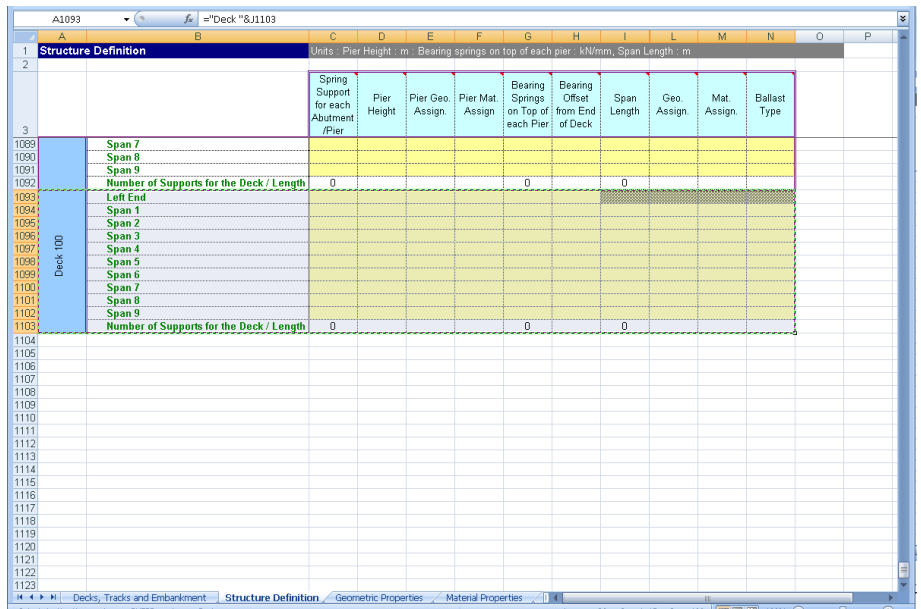 A1093 fx ="Deck "&J1103
A B C D E F G H I L M N O P
1 Structure Definition Units : Pier Height : m : Bearing springs on top of each pier : kN/mm, Span Length : m
2
3 Spring Support for each Abutment /Pier Pier Height Pier Geo. Assign. Pier Mat. Assign Bearing Springs on Top of each Pier Bearing Offset from End of Deck Span Length Geo. Assign. Mat. Assign. Ballast Type
1089 Span 7
1090 Span 8
1091 Span 9
1092 Number of Supports for the Deck / Length 0 0 0
Deck 100
1093 Left End
1094 Span 1
1095 Span 2
1096 Span 3
1097 Span 4
1098 Span 5
1099 Span 6
1100 Span 7
1101 Span 8
1102 Span 9
1103 Number of Supports for the Deck / Length 0 0 0
1104
1105
1106
1107
1108
1109
1110
1111
1112
1113
1114
1115
1116
1117
1118
1119
1120
1121
1122
1123
Decks, Tracks and Embankment Structure Definition Geometric Properties Material Properties